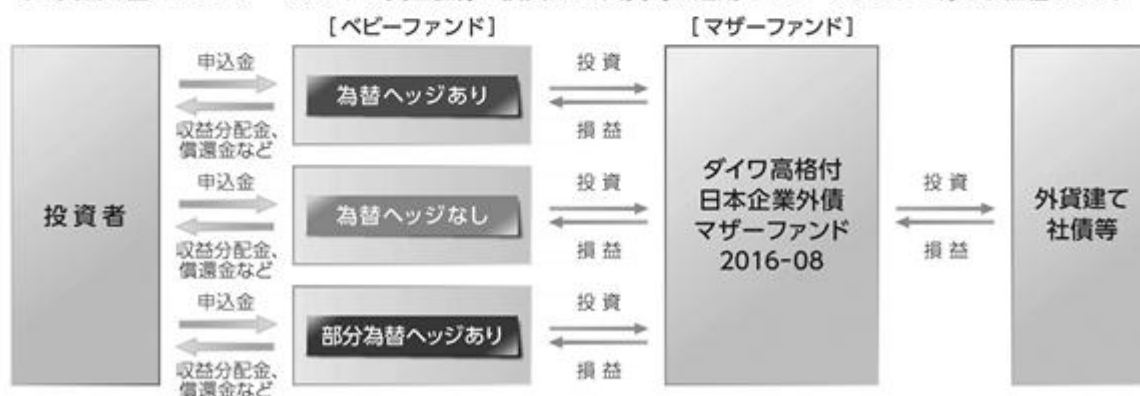 [ベビーファンド]
[マザーファンド]
投資者
申込金
収益分配金、
償還金など
為替ヘッジあり
投資
損益
申込金
収益分配金、
償還金など
為替ヘッジなし
投資
損益
申込金
収益分配金、
償還金など
部分為替ヘッジあり
投資
損益
ダイワ高格付
日本企業外債
マザーファンド
2016-08
投資
損益
外貨建て
社債等